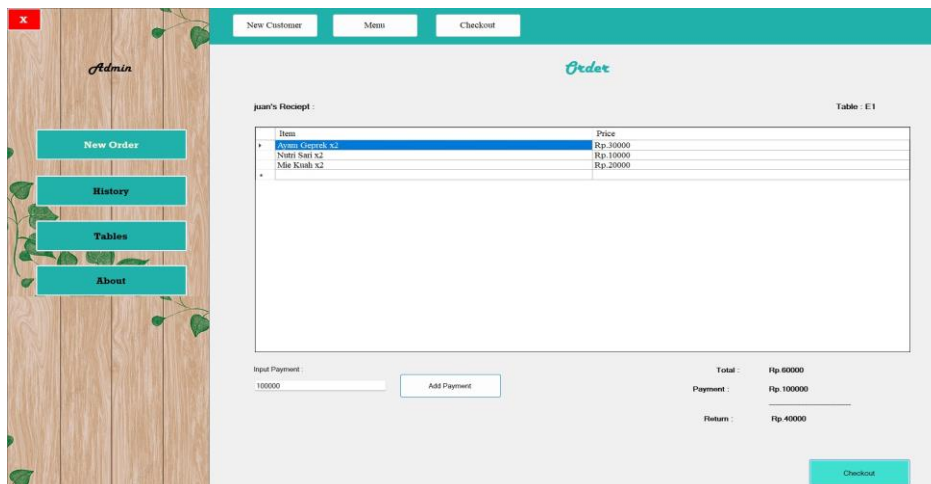 X
New Customer
Menu
Checkout
Admin
Order
juan's Reciept :
Table : E1
New Order
History
Tables
About
Item Price
Ayam Geprek x2 Rp.30000
Nutri Sari x2 Rp.10000
Mie Kuah x2 Rp.20000
Input Payment :
100000
Add Payment
Total : Rp.60000
Payment : Rp.100000
Return : Rp.40000
Checkout